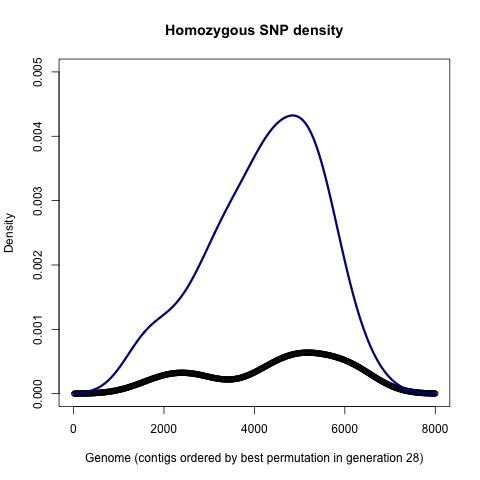 Homozygous SNP density
Density
0.005
0.004
0.003
0.002
0.001
0.000
0 2000 4000 6000 8000
Genome (contigs ordered by best permutation in generation 28)